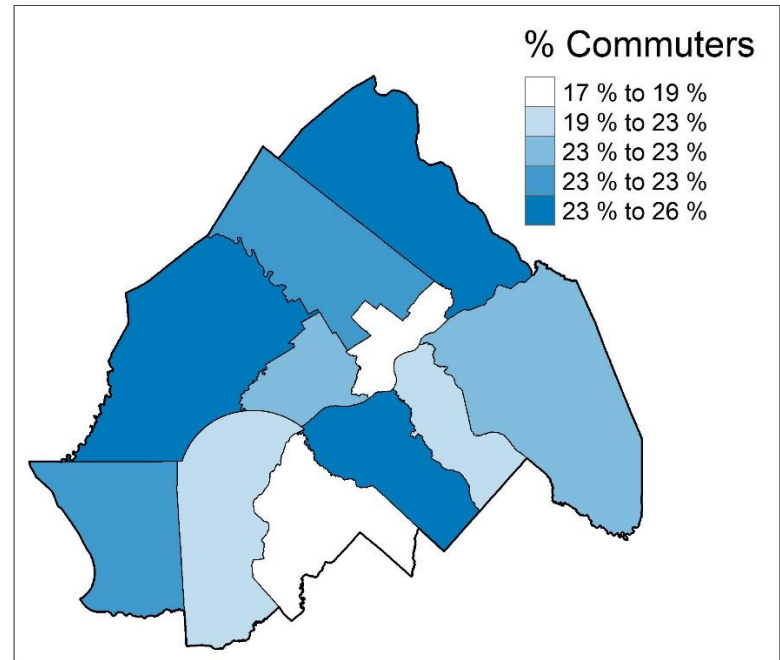 % Commuters
17 % to 19 %
19 % to 23 %
23 % to 23 %
23 % to 23 %
23 % to 26 %